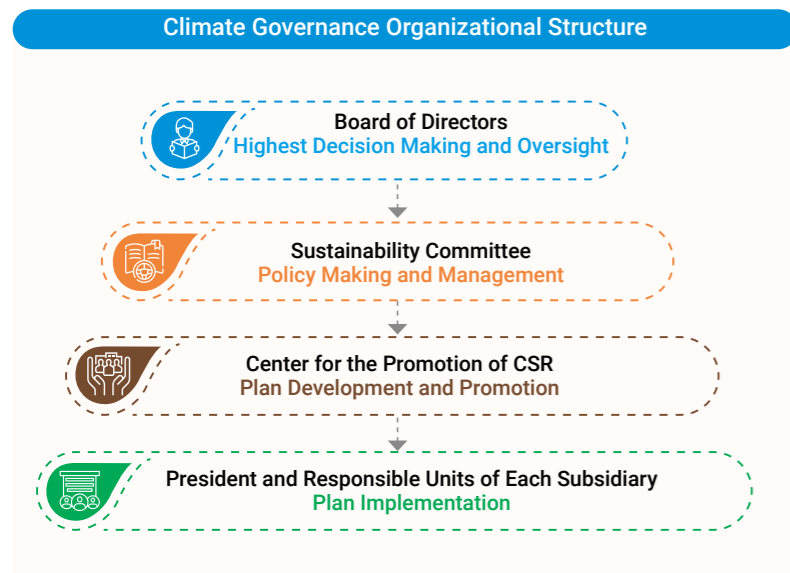 Climate Governance Organizational Structure
Board of Directors
Highest Decision Making and Oversight
Sustainability Committee
Policy Making and Management
Center for the Promotion of CSR
Plan Development and Promotion
President and Responsible Units of Each Subsidiary
Plan Implementation